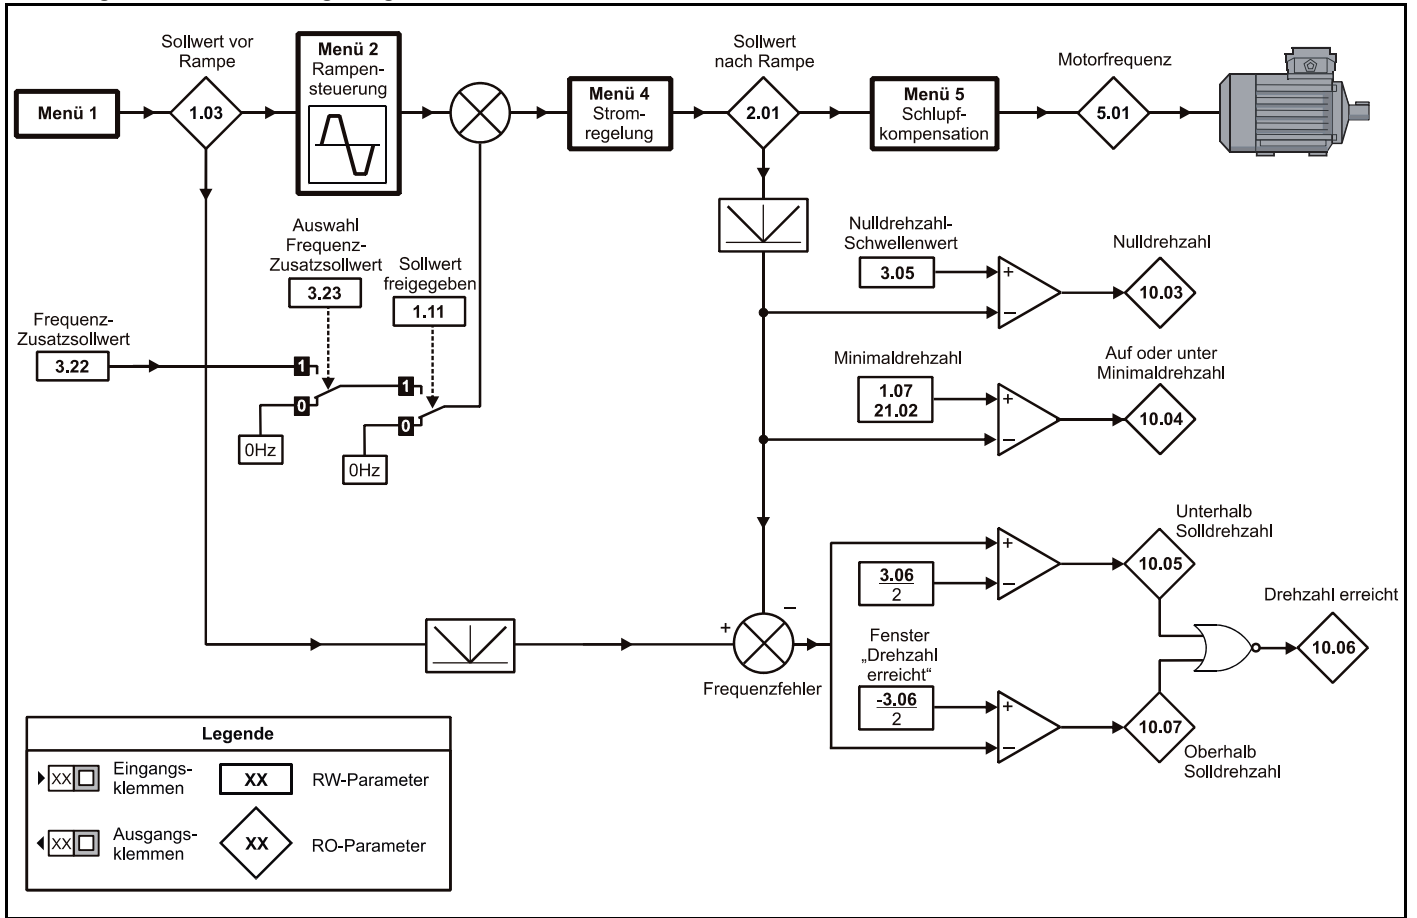 Sollwert vor
Rampe
Menü 1
1.03
Menü 2
Rampen-
steuerung
Menü 4
Strom-
regelung
Sollwert
nach Rampe
2.01
Menü 5
Schlupf-
kompensation
Motorfrequenz
5.01
Auswahl
Frequenz-
Zusatzsollwert
3.23
Sollwert
freigegeben
1.11
Frequenz-
Zusatzsollwert
3.22
1
0
0Hz
1
0
0Hz
Nulldrehzahl-
Schwellenwert
3.05
+
–
Nulldrehzahl
10.03
Minimaldrehzahl
1.07
21.02
+
–
Auf oder unter
Minimaldrehzahl
10.04
+
–
Frequenzfehler
3.06
2
+
–
Unterhalb
Solldrehzahl
10.05
Fenster
„Drehzahl
erreicht“
-3.06
2
+
–
10.07
Oberhalb
Solldrehzahl
Drehzahl erreicht
10.06
Legende
XX
Eingangs-
klemmen
XX
RW-Parameter
XX
Ausgangs-
klemmen
XX
RO-Parameter